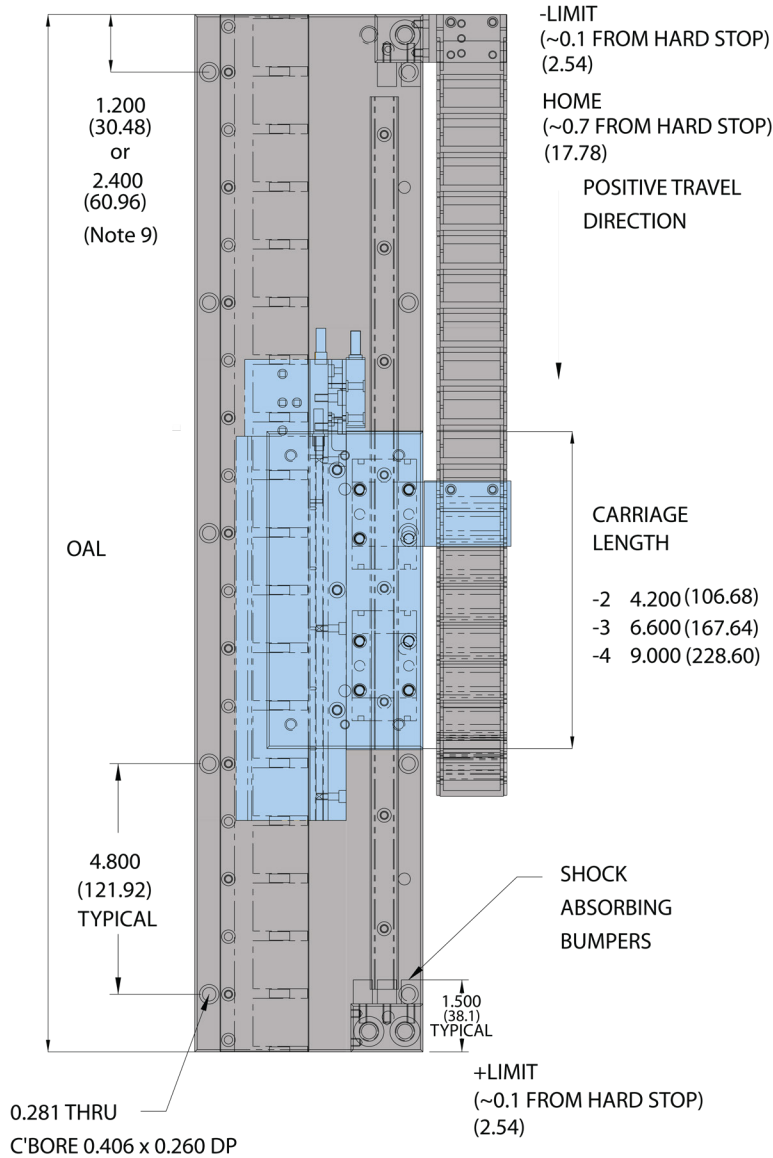 -LIMIT
(~0.1 FROM HARD STOP)
(2.54)
HOME
(~0.7 FROM HARD STOP)
(17.78)
POSITIVE TRAVEL
DIRECTION
1.200
(30.48)
or
2.400
(60.96)
(Note 9)
OAL
CARRIAGE
LENGTH
-2 4.200 (106.68)
-3 6.600 (167.64)
-4 9.000 (228.60)
4.800
(121.92)
TYPICAL
SHOCK
ABSORBING
BUMPERS
1.500
(38.1)
TYPICAL
+LIMIT
(~0.1 FROM HARD STOP)
(2.54)
0.281 THRU
C'BORE 0.406 x 0.260 DP